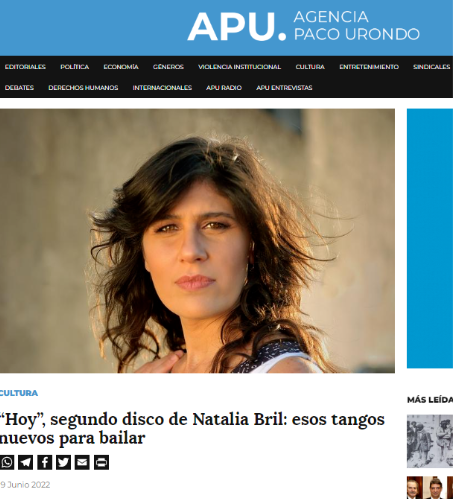 APU. AGENCIA
PACO URONDO
EDITORIALES POLÍTICA ECONOMÍA GÉNEROS VIOLENCIA INSTITUCIONAL CULTURA ENTRETENIMIENTO SINDICALES
DEBATES DERECHOS HUMANOS INTERNACIONALES APU RADIO APU ENTREVISTAS
CULTURA
“Hoy”, segundo disco de Natalia Bril: esos tangos
nuevos para bailar
9 Junio 2022
MÁS LEÍDA